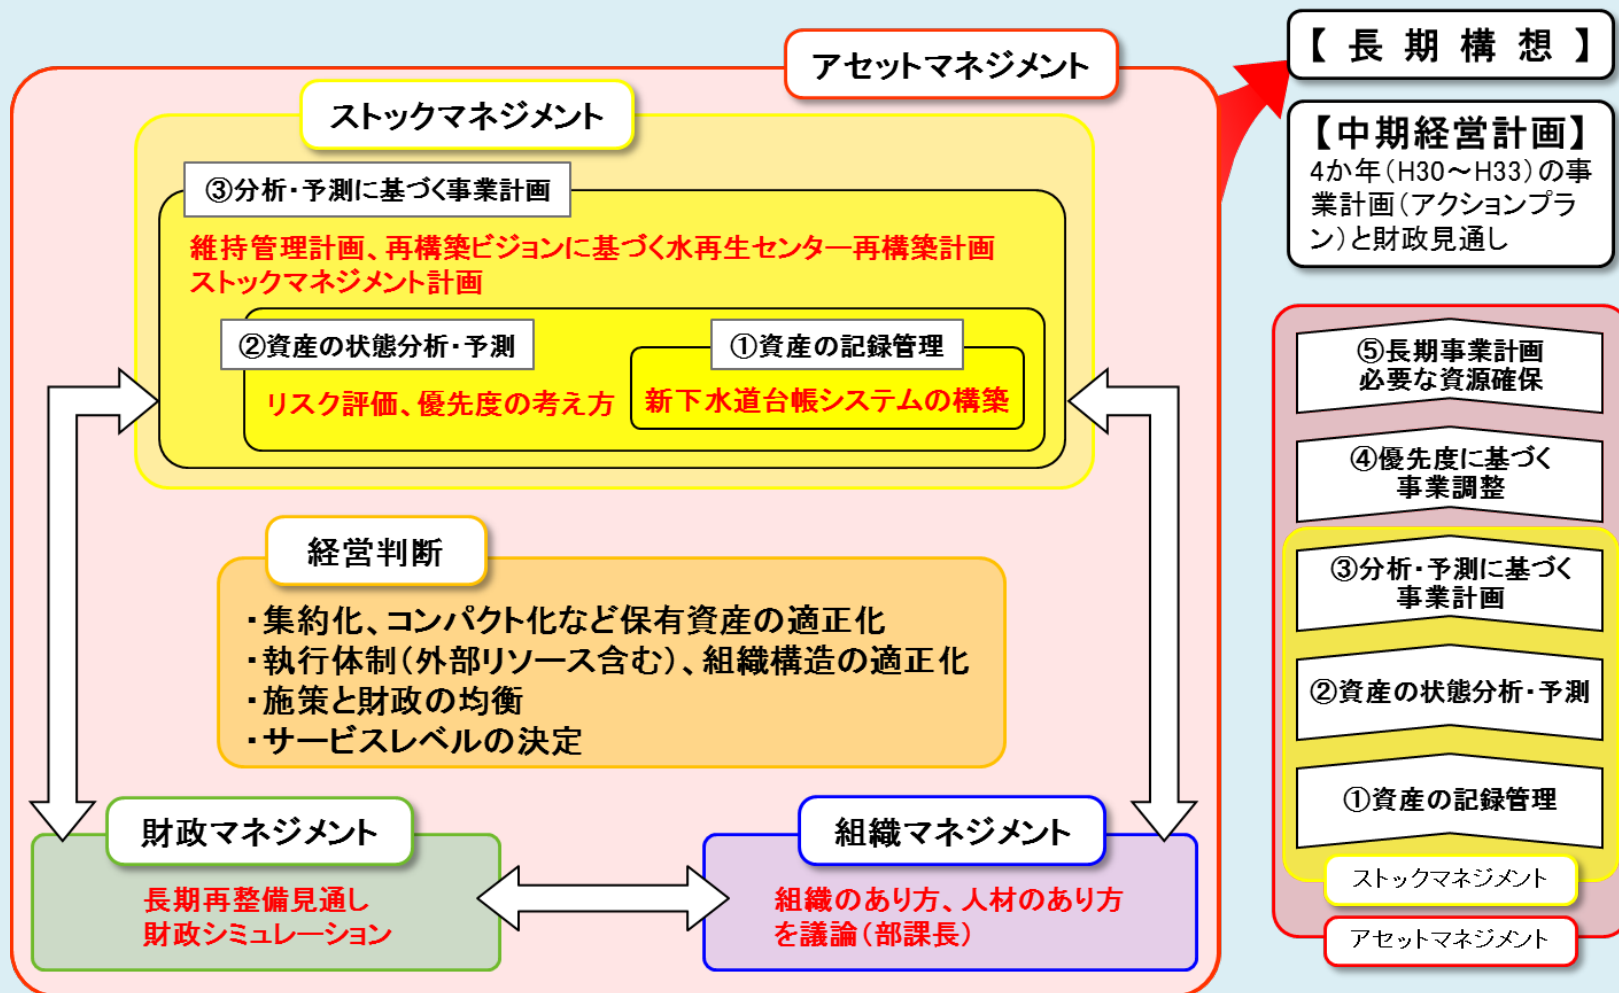 アセットマネジメント
ストックマネジメント
③分析・予測に基づく事業計画
維持管理計画、再構築ビジョンに基づく水再生センター再構築計画
ストックマネジメント計画
②資産の状態分析・予測
リスク評価、優先度の考え方
①資産の記録管理
新下水道台帳システムの構築
経営判断
・集約化、コンパクト化など保有資産の適正化
・執行体制(外部リソース含む)、組織構造の適正化
・施策と財政の均衡
・サービスレベルの決定
財政マネジメント
長期再整備見通し
財政シミュレーション
組織マネジメント
組織のあり方、人材のあり方
を議論(部課長)
【長期構想】
【中期経営計画】
4か年(H30～H33)の事
業計画(アクションプラ
ン)と財政見通し
⑤長期事業計画
必要な資源確保
④優先度に基づく
事業調整
③分析・予測に基づく
事業計画
②資産の状態分析・予測
①資産の記録管理
ストックマネジメント
アセットマネジメント